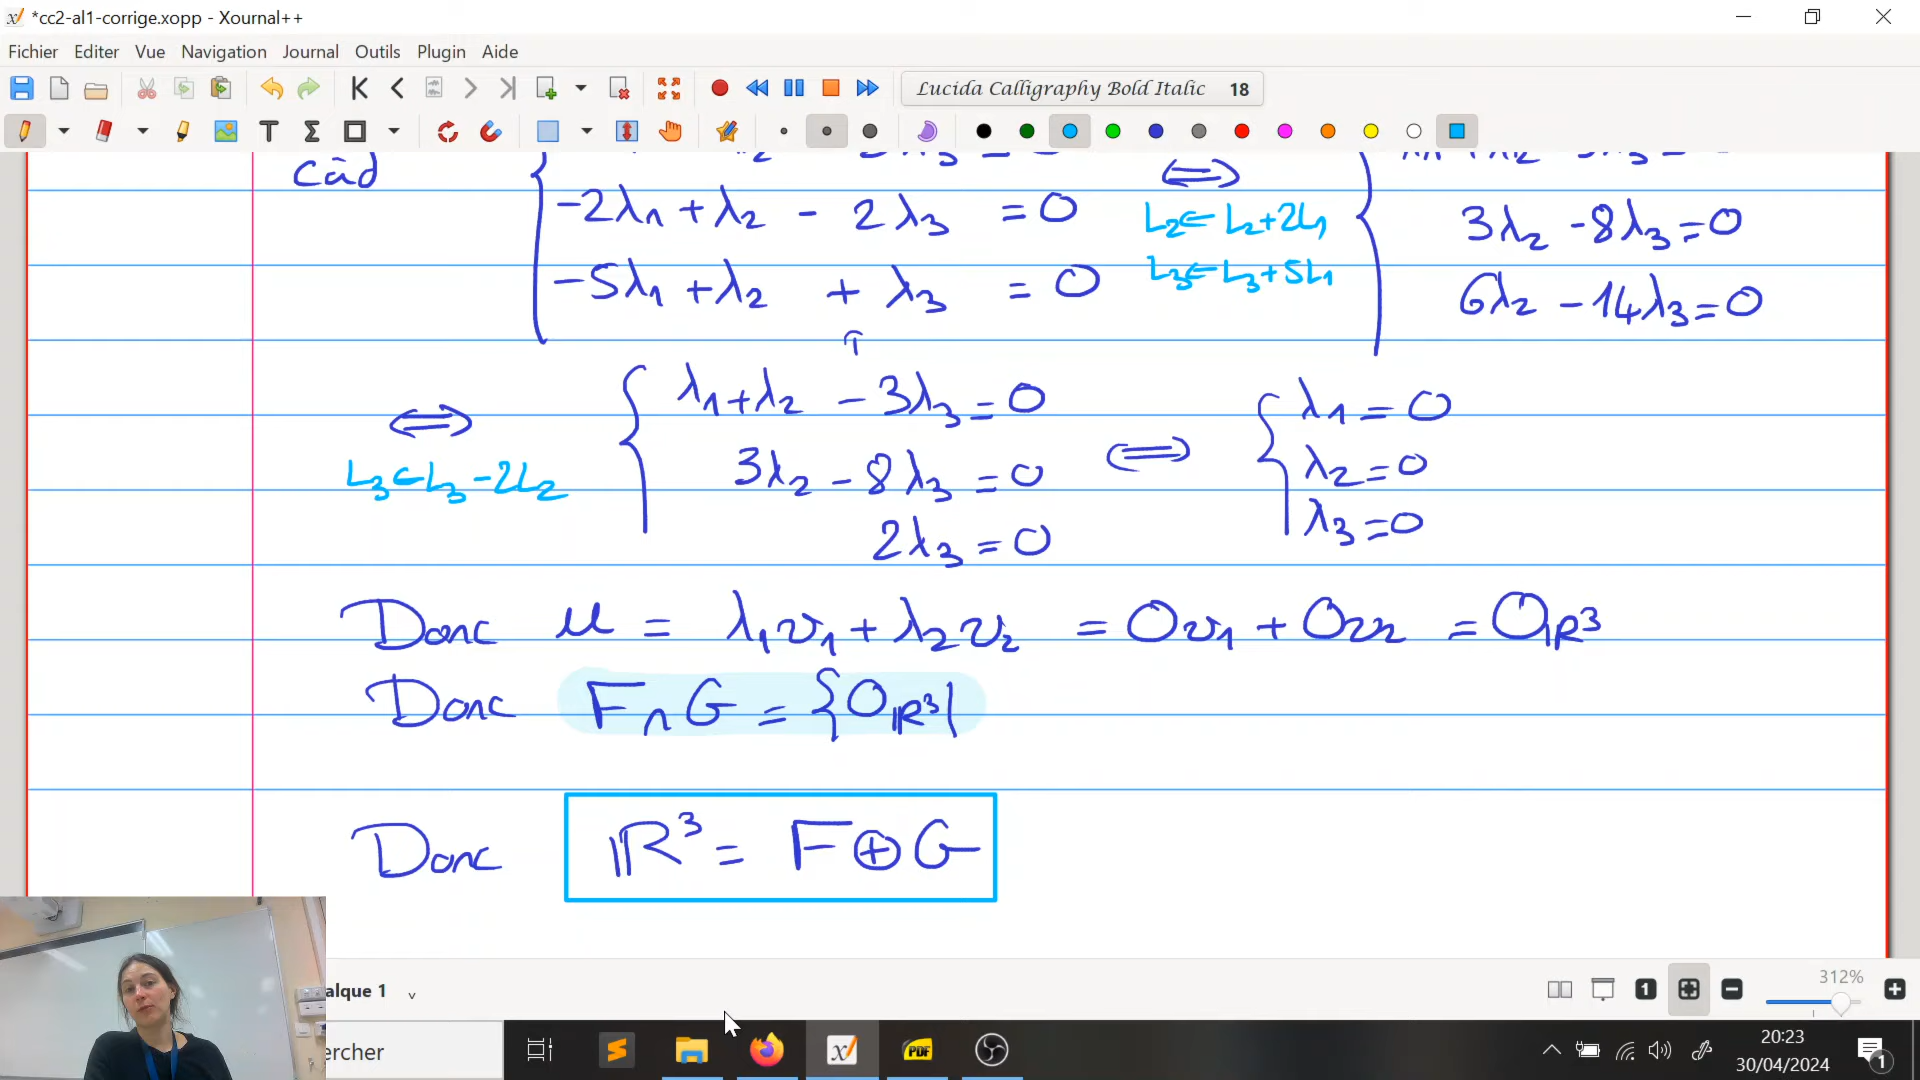 *cc2-al1-corrige.xopp - Xournal++
Fichier Editer Vue Navigation Journal Outils Plugin Aide
Lucida Calligraphy Bold Italic 18
càd
-2λ1 + λ2 - 2λ3 = 0
-5λ1 + λ2 + λ3 = 0
⟺
L2 ← L2 + 2L1
L3 ← L3 + 5L1
3λ2 - 8λ3 = 0
6λ2 - 14λ3 = 0
⟺
L3 ← L3 - 2L2
λ1 + λ2 - 3λ3 = 0
3λ2 - 8λ3 = 0
2λ3 = 0
⟺
λ1 = 0
λ2 = 0
λ3 = 0
Donc u = λ1v1 + λ2v2 = 0v1 + 0v2 = 0ℝ³
Donc F ∩ G = {0ℝ³}
Donc ℝ³ = F ⊕ G
alque 1
312%
ercher
PDF
20:23
30/04/2024
1